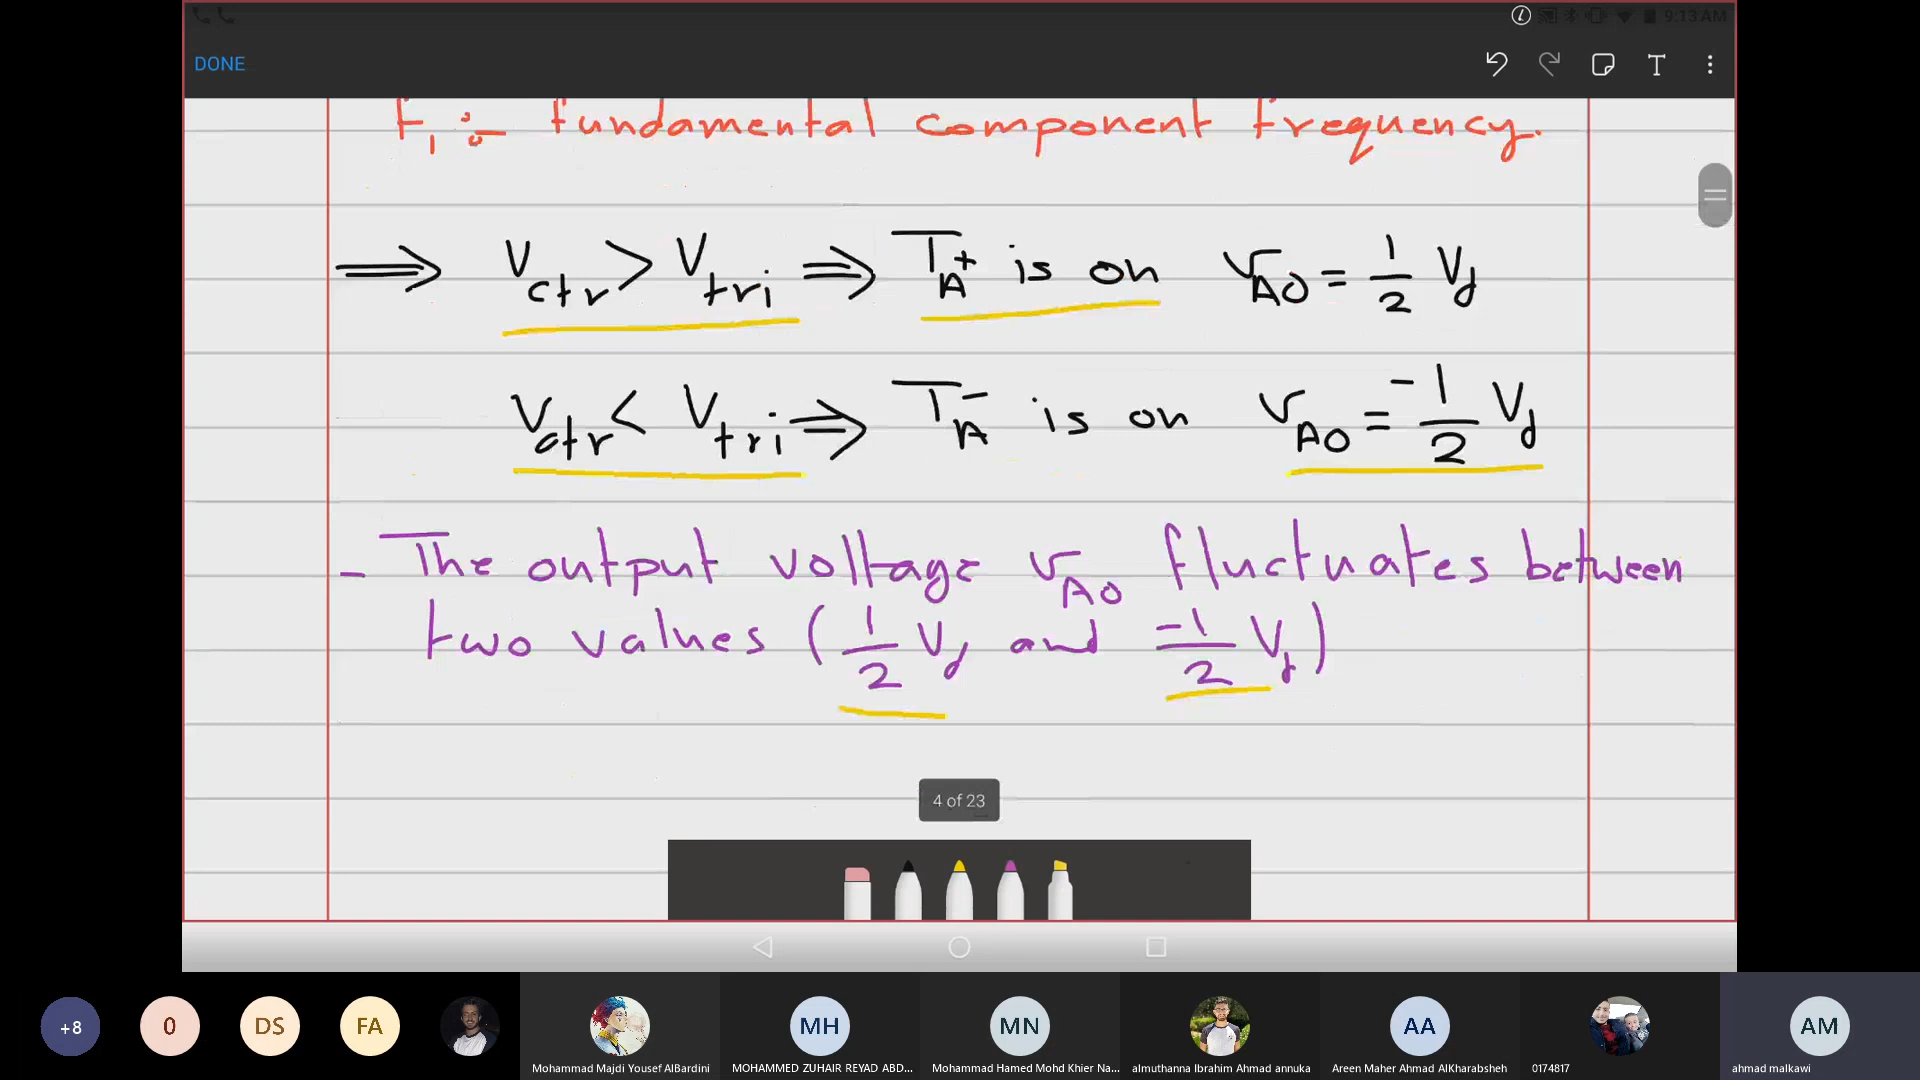 9:13 AM
DONE
T
F1 :- fundamental component frequency.
⇒ Vctr > Vtri ⇒ TA+ is on vAO = 1/2 Vd
Vctr < Vtri ⇒ TA- is on vAO = -1/2 Vd
- The output voltage vAO fluctuates between
two values (1/2 Vd and -1/2 Vd)
4 of 23
+8
0
DS
FA
MH
MN
AA
AM
Mohammad Majdi Yousef AlBardini
MOHAMMED ZUHAIR REYAD ABD...
Mohammad Hamed Mohd Khier Na...
almuthanna Ibrahim Ahmad annuka
Areen Maher Ahmad AlKharabsheh
0174817
ahmad malkawi